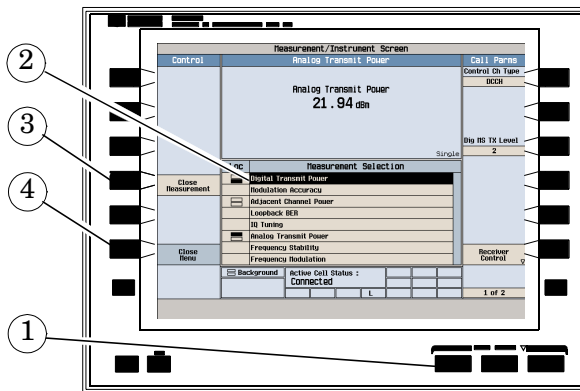 Measurement/Instrument Screen
Control
Analog Transmit Power
Call Parms
Control Ch Type
DCCH
Analog Transmit Power
21.94 dBm
Dig MS TX Level
2
Single
Loc
Measurement Selection
Close
Measurement
Digital Transmit Power
Modulation Accuracy
Adjacent Channel Power
Loopback BER
IQ Tuning
Analog Transmit Power
Frequency Stability
Frequency Modulation
Close
Menu
Receiver
Control
Background
Active Cell Status :
Connected
L
1 of 2
2
3
4
1